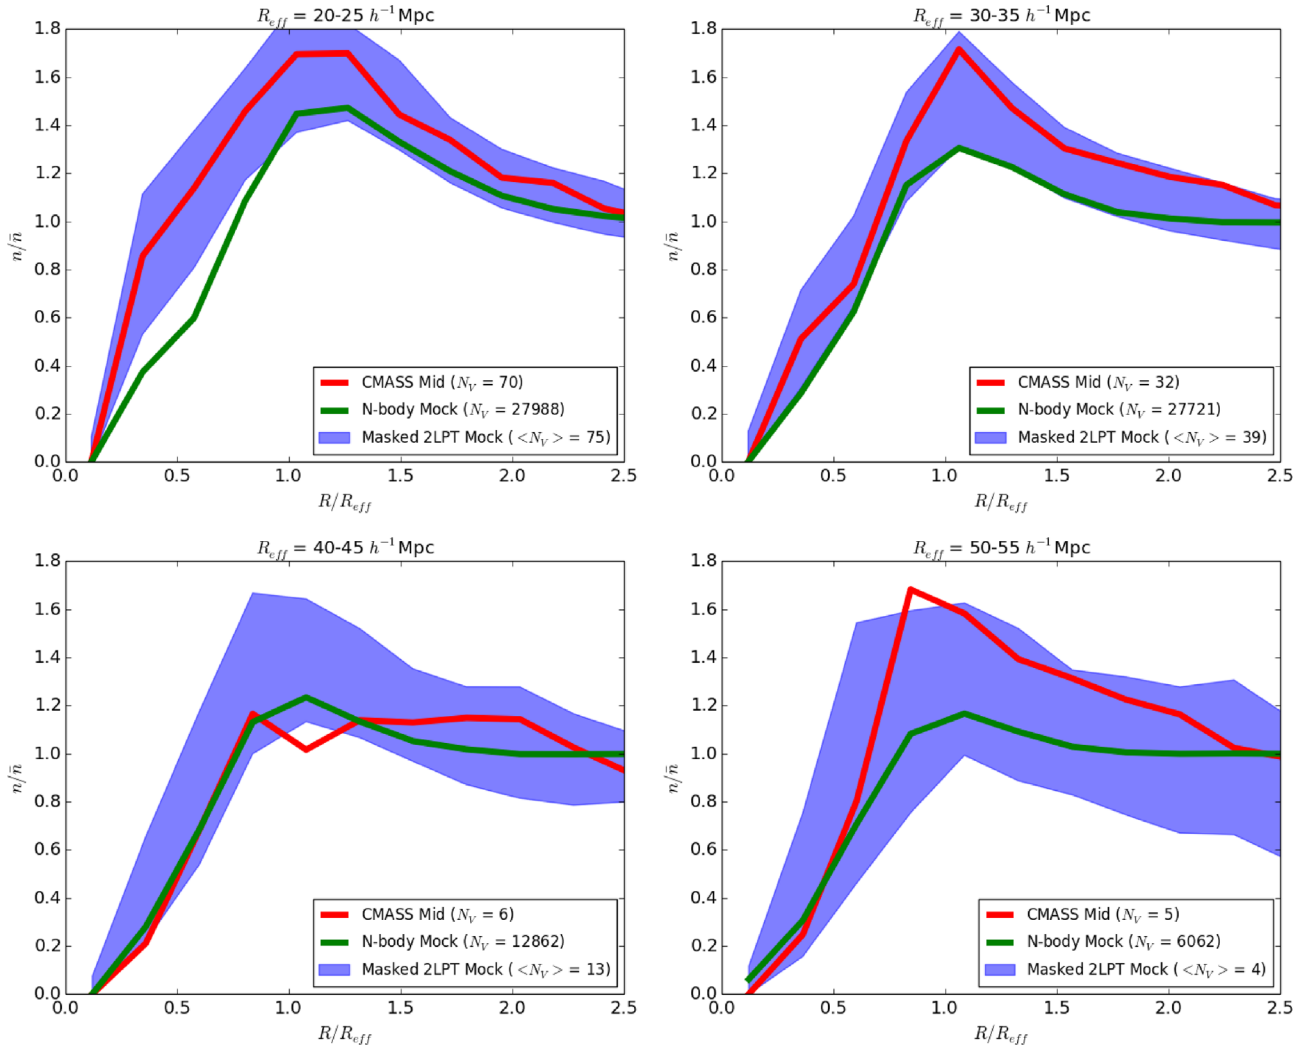 R_eff = 20-25 h⁻¹Mpc
1.8
1.6
1.4
1.2
1.0
0.8
0.6
0.4
0.2
0.0
n/n̄
CMASS Mid (N_V = 70)
N-body Mock (N_V = 27988)
Masked 2LPT Mock (<N_V> = 75)
0.0 0.5 1.0 1.5 2.0 2.5
R/R_eff
R_eff = 30-35 h⁻¹Mpc
1.8
1.6
1.4
1.2
1.0
0.8
0.6
0.4
0.2
0.0
n/n̄
CMASS Mid (N_V = 32)
N-body Mock (N_V = 27721)
Masked 2LPT Mock (<N_V> = 39)
0.0 0.5 1.0 1.5 2.0 2.5
R/R_eff
R_eff = 40-45 h⁻¹Mpc
1.8
1.6
1.4
1.2
1.0
0.8
0.6
0.4
0.2
0.0
n/n̄
CMASS Mid (N_V = 6)
N-body Mock (N_V = 12862)
Masked 2LPT Mock (<N_V> = 13)
0.0 0.5 1.0 1.5 2.0 2.5
R/R_eff
R_eff = 50-55 h⁻¹Mpc
1.8
1.6
1.4
1.2
1.0
0.8
0.6
0.4
0.2
0.0
n/n̄
CMASS Mid (N_V = 5)
N-body Mock (N_V = 6062)
Masked 2LPT Mock (<N_V> = 4)
0.0 0.5 1.0 1.5 2.0 2.5
R/R_eff